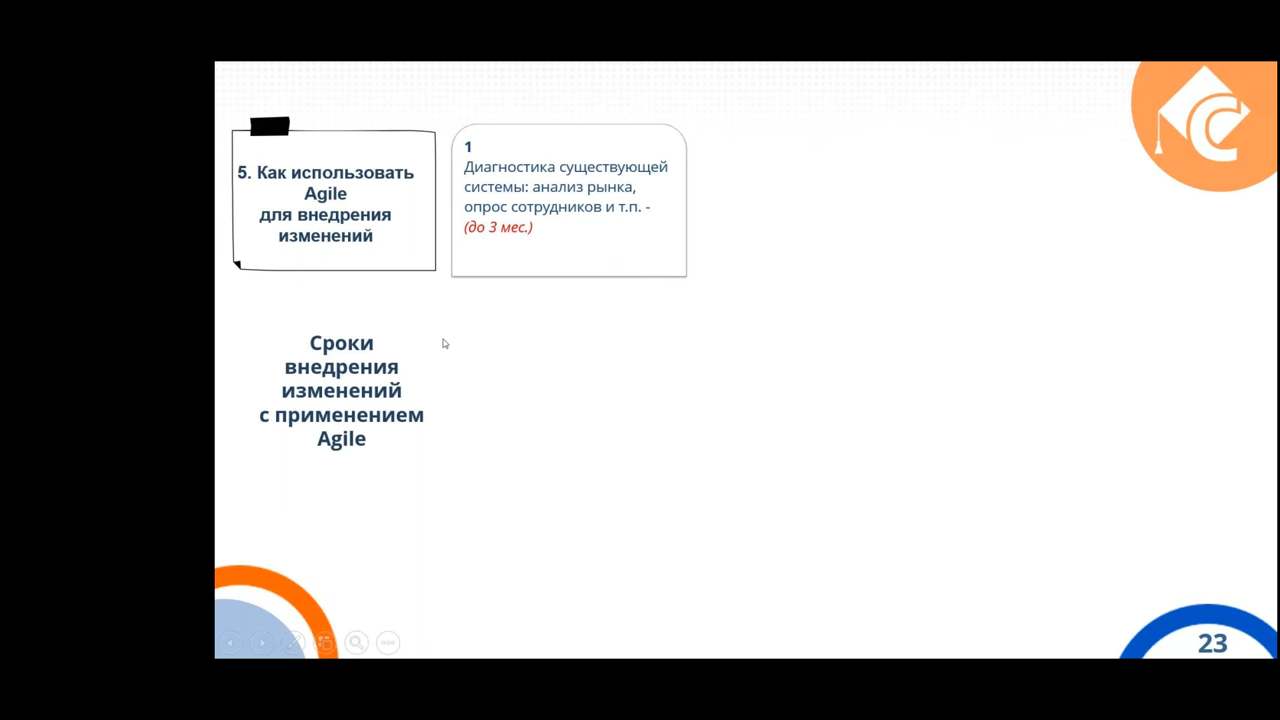 5. Как использовать
Agile
для внедрения
изменений
1
Диагностика существующей
системы: анализ рынка,
опрос сотрудников и т.п. -
(до 3 мес.)
Сроки
внедрения
изменений
с применением
Agile
23